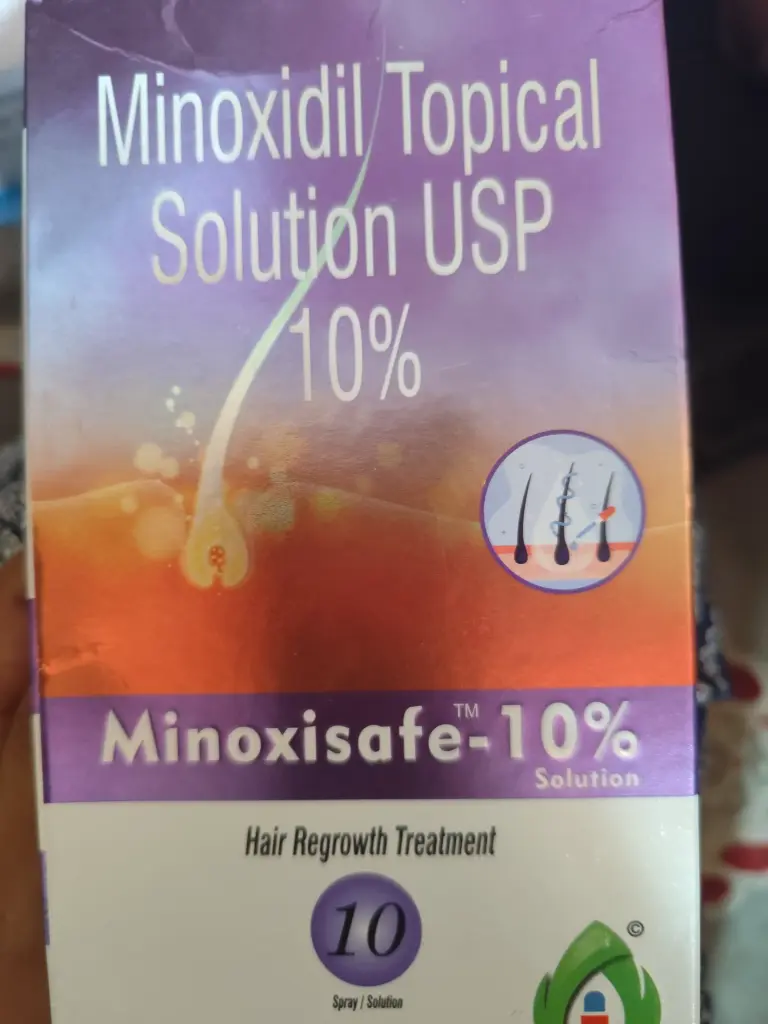 Minoxidil Topical
Solution USP
10%
Minoxisafe™-10%
Solution
Hair Regrowth Treatment
10
Spray / Solution
©